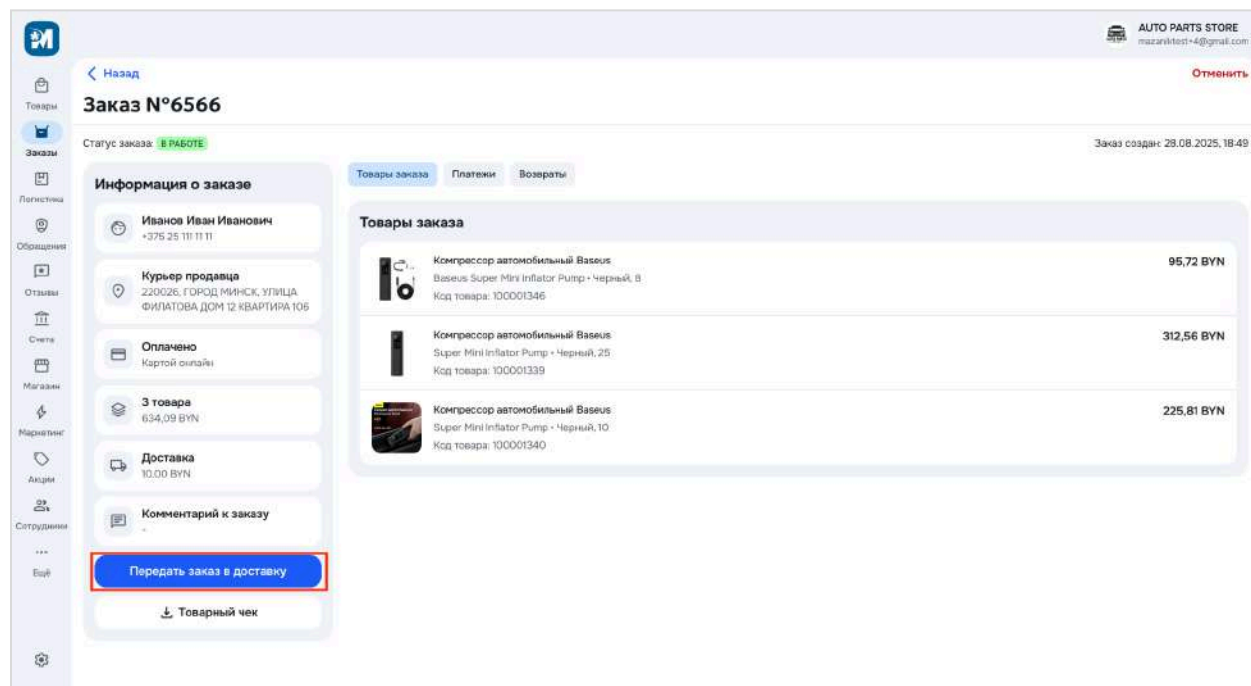 AUTO PARTS STORE
mazaniktest+4@gmail.com
Назад
Отменить
Заказ №6566
Статус заказа: В РАБОТЕ
Заказ создан: 28.08.2025, 18:49
Товары
Заказы
Логистика
Обращения
Отзывы
Счета
Магазин
Маркетинг
Акции
Сотрудники
Ещё
Информация о заказе
Иванов Иван Иванович
+375 25 111 11 11
Курьер продавца
220026, ГОРОД МИНСК, УЛИЦА
ФИЛАТОВА ДОМ 12 КВАРТИРА 106
Оплачено
Картой онлайн
3 товара
634,09 BYN
Доставка
10,00 BYN
Комментарий к заказу
-
Передать заказ в доставку
Товарный чек
Товары заказа
Платежи
Возвраты
Товары заказа
Компрессор автомобильный Baseus
95,72 BYN
Baseus Super Mini Inflator Pump • Черный, 8
Код товара: 100001346
Компрессор автомобильный Baseus
312,56 BYN
Super Mini Inflator Pump • Черный, 25
Код товара: 100001339
Компрессор автомобильный Baseus
225,81 BYN
Super Mini Inflator Pump • Черный, 10
Код товара: 100001340